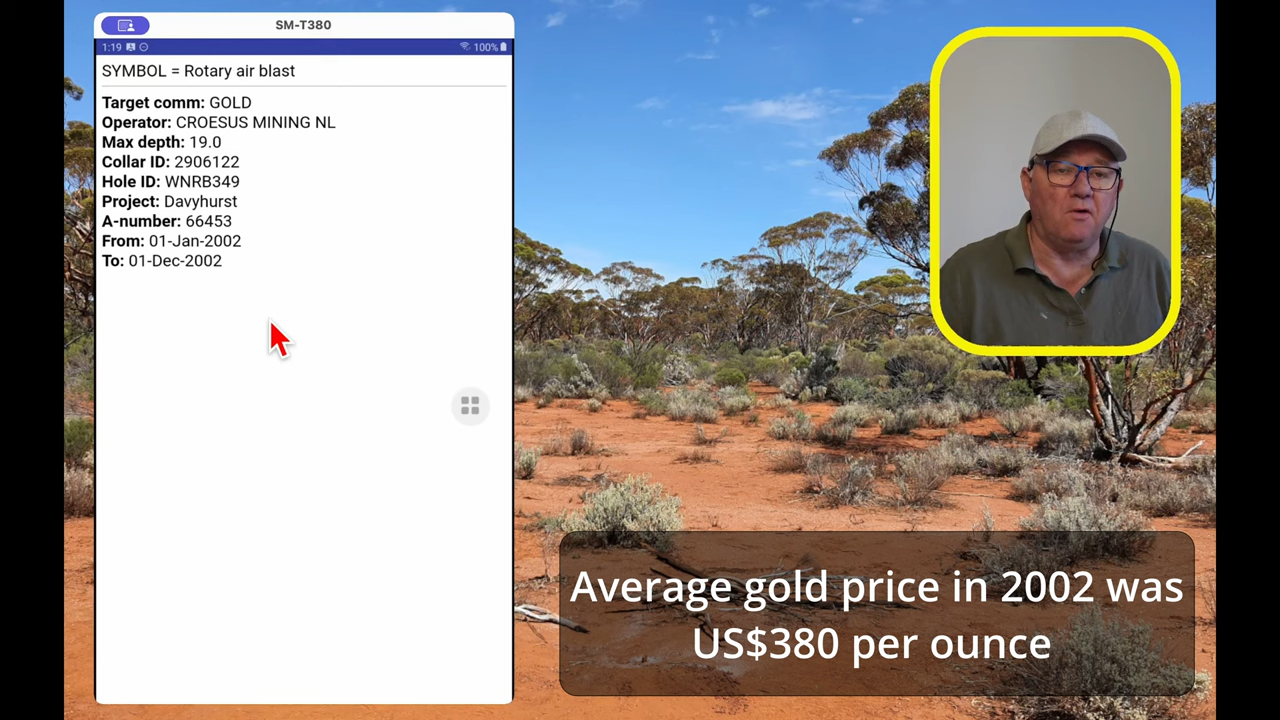 SM-T380
1:19
100%
SYMBOL = Rotary air blast
Target comm: GOLD
Operator: CROESUS MINING NL
Max depth: 19.0
Collar ID: 2906122
Hole ID: WNRB349
Project: Davyhurst
A-number: 66453
From: 01-Jan-2002
To: 01-Dec-2002
Average gold price in 2002 was
US$380 per ounce